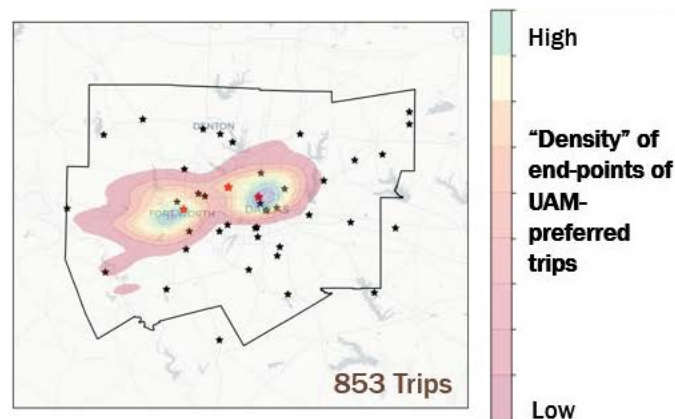 High
"Density" of
end-points of
UAM-
preferred
trips
Low
DENTON
FORT WORTH
DALLAS
853 Trips